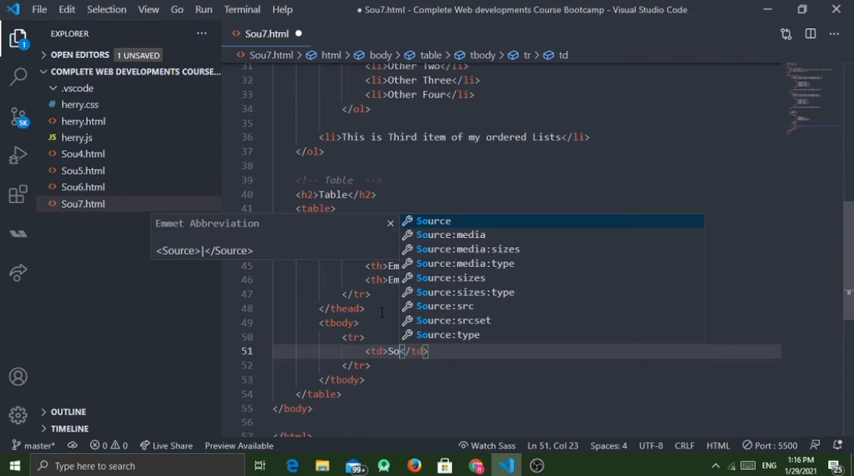 File Edit Selection View Go Run Terminal Help
● Sou7.html - Complete Web developments Course Bootcamp - Visual Studio Code
EXPLORER
OPEN EDITORS 1 UNSAVED
COMPLETE WEB DEVELOPMENTS COURSE...
.vscode
herry.css
herry.html
herry.js
Sou4.html
Sou5.html
Sou6.html
Sou7.html
OUTLINE
TIMELINE
5K
Sou7.html
Sou7.html > html > body > table > tbody > tr > td
31 <li>Other Two</li>
32 <li>Other Three</li>
33 <li>Other Four</li>
34 </ol>
35
36 <li>This is Third item of my ordered Lists</li>
37 </ol>
38
39 <!-- Table -->
40 <h2>Table</h2>
41 <table>
Emmet Abbreviation
<Source>|</Source>
Source
Source:media
Source:media:sizes
Source:media:type
Source:sizes
Source:sizes:type
Source:src
Source:srcset
Source:type
45 <th>Em
46 <th>Em
47 </tr>
48 </thead>
49 <tbody>
50 <tr>
51 <td>So</td>
52 </tr>
53 </tbody>
54 </table>
55 </body>
56
57 </html>
master* 0 0 Live Share Preview Available Watch Sass Ln 51, Col 23 Spaces: 4 UTF-8 CRLF HTML Port : 5500
Type here to search
99+
ENG
1:16 PM
1/29/2021
25